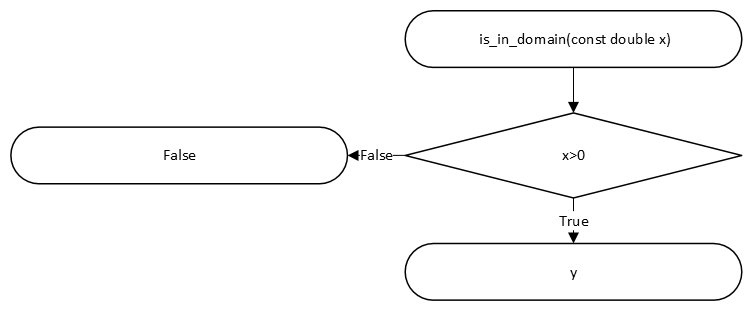 is_in_domain(const double x)
False
False
x>0
True
y